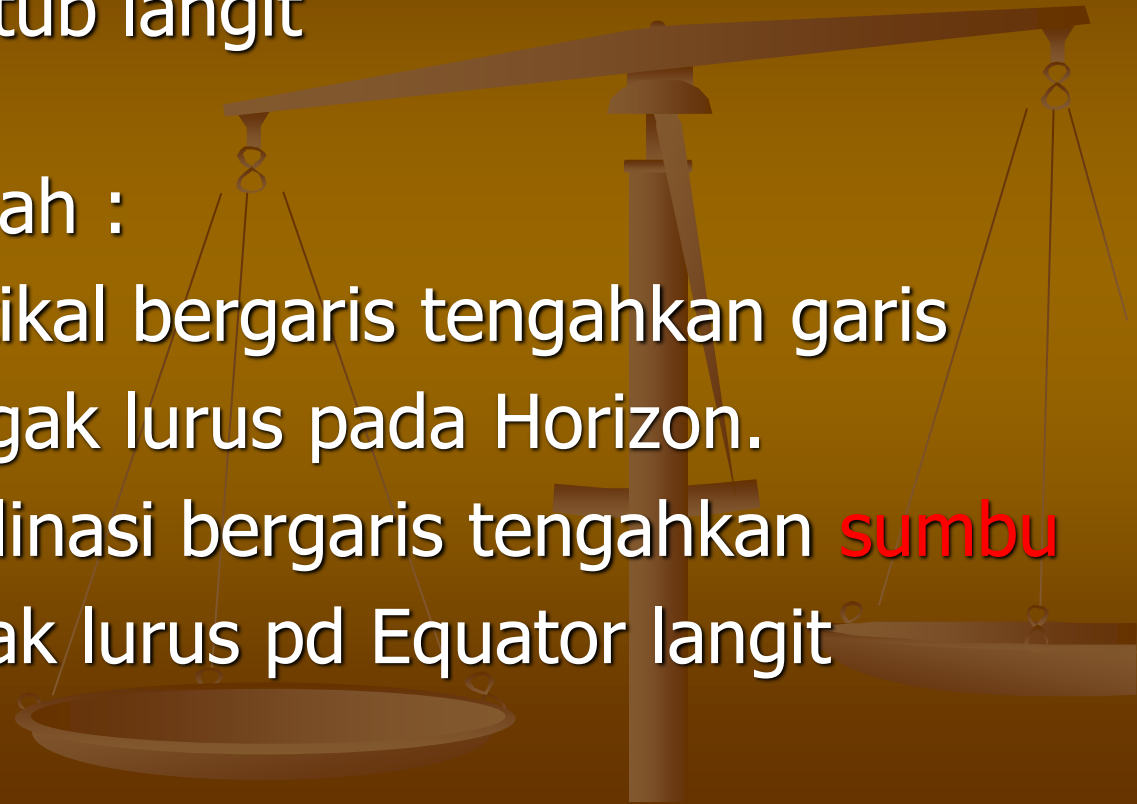 tub langit
ah :
ikal bergaris tengahkan garis
gak lurus pada Horizon.
linasi bergaris tengahkan sumbu
ak lurus pd Equator langit